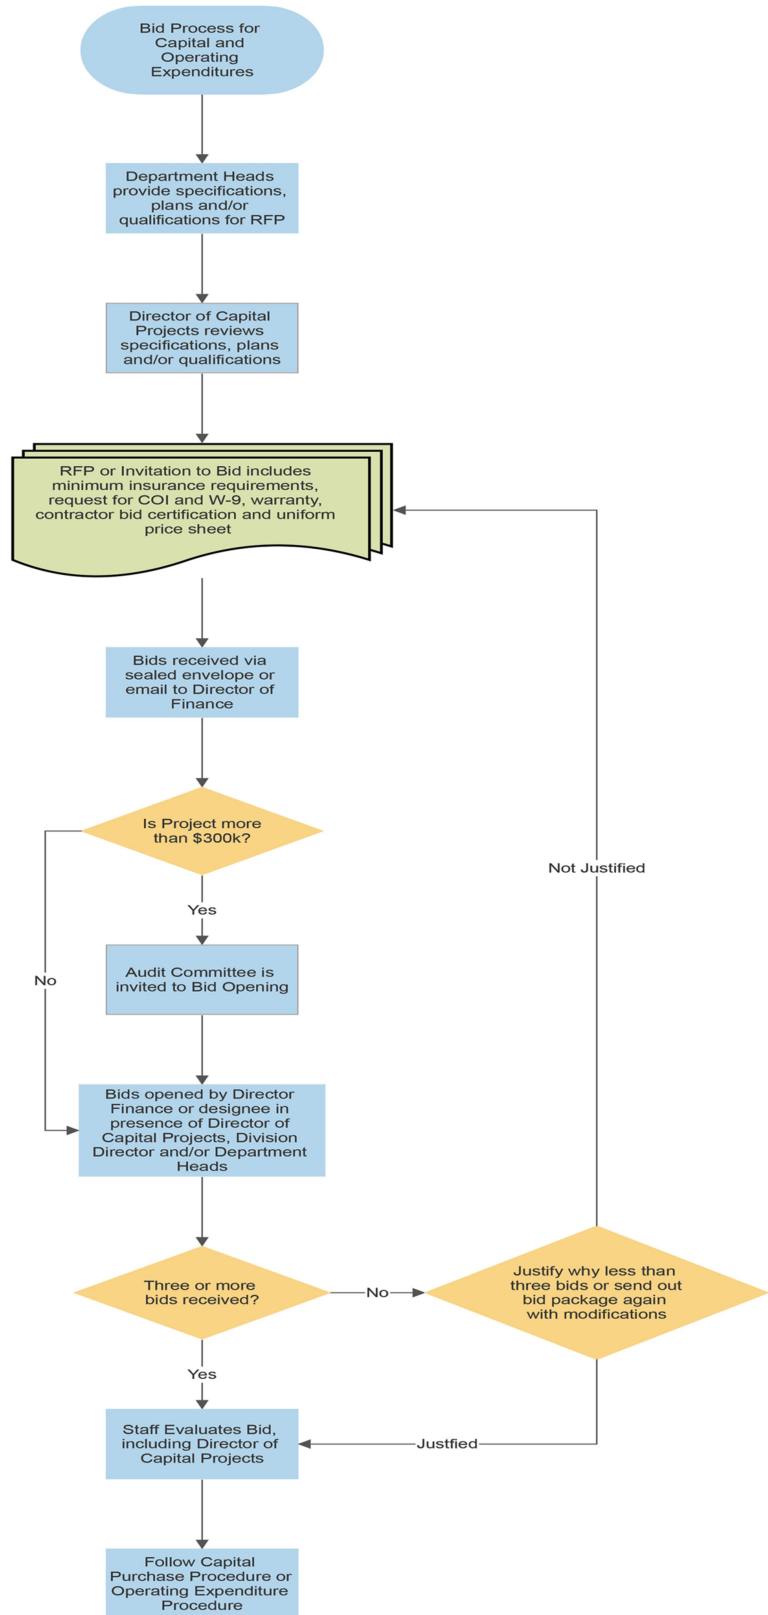 Bid Process for
Capital and
Operating
Expenditures
Department Heads
provide specifications,
plans and/or
qualifications for RFP
Director of Capital
Projects reviews
specifications, plans
and/or qualifications
RFP or Invitation to Bid includes
minimum insurance requirements,
request for COI and W-9, warranty,
contractor bid certification and uniform
price sheet
Bids received via
sealed envelope or
email to Director of
Finance
Is Project more
than $300k?
Not Justified
Yes
No
Audit Committee is
invited to Bid Opening
Bids opened by Director
Finance or designee in
presence of Director of
Capital Projects, Division
Director and/or Department
Heads
Three or more
bids received?
No
Justify why less than
three bids or send out
bid package again
with modifications
Yes
Staff Evaluates Bid,
including Director of
Capital Projects
Justfied
Follow Capital
Purchase Procedure or
Operating Expenditure
Procedure